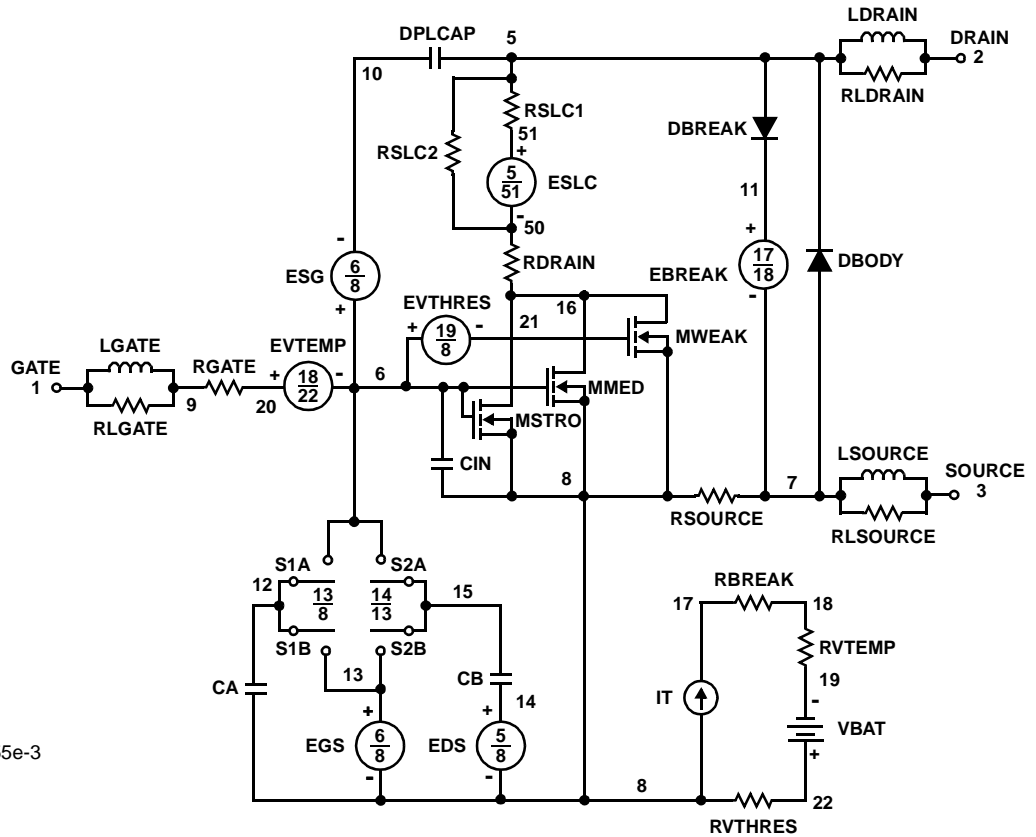 LDRAIN
DPLCAP 5 DRAIN
10 2
RLDRAIN
RSLC1
51
DBREAK
+
RSLC2
5
51
ESLC
11
-
50
- +
17
18
RDRAIN
EBREAK
DBODY
6
8
ESG
-
+
EVTHRES
16
+ 19
8 - 21
MWEAK
LGATE
EVTEMP
GATE
1
RGATE
+ 18
22 - 6
MMED
9 20
MSTRO
RLGATE
CIN
8
LSOURCE
7 SOURCE
3
RSOURCE
RLSOURCE
S1A S2A
12
13
8
14
13
15
RBREAK
17 18
S1B S2B
RVTEMP
13
CB
19
CA
IT
-
14
+ +
VBAT
EGS
6
8
EDS
5
8
+
5e-3
- -
8
22
RVTHRES